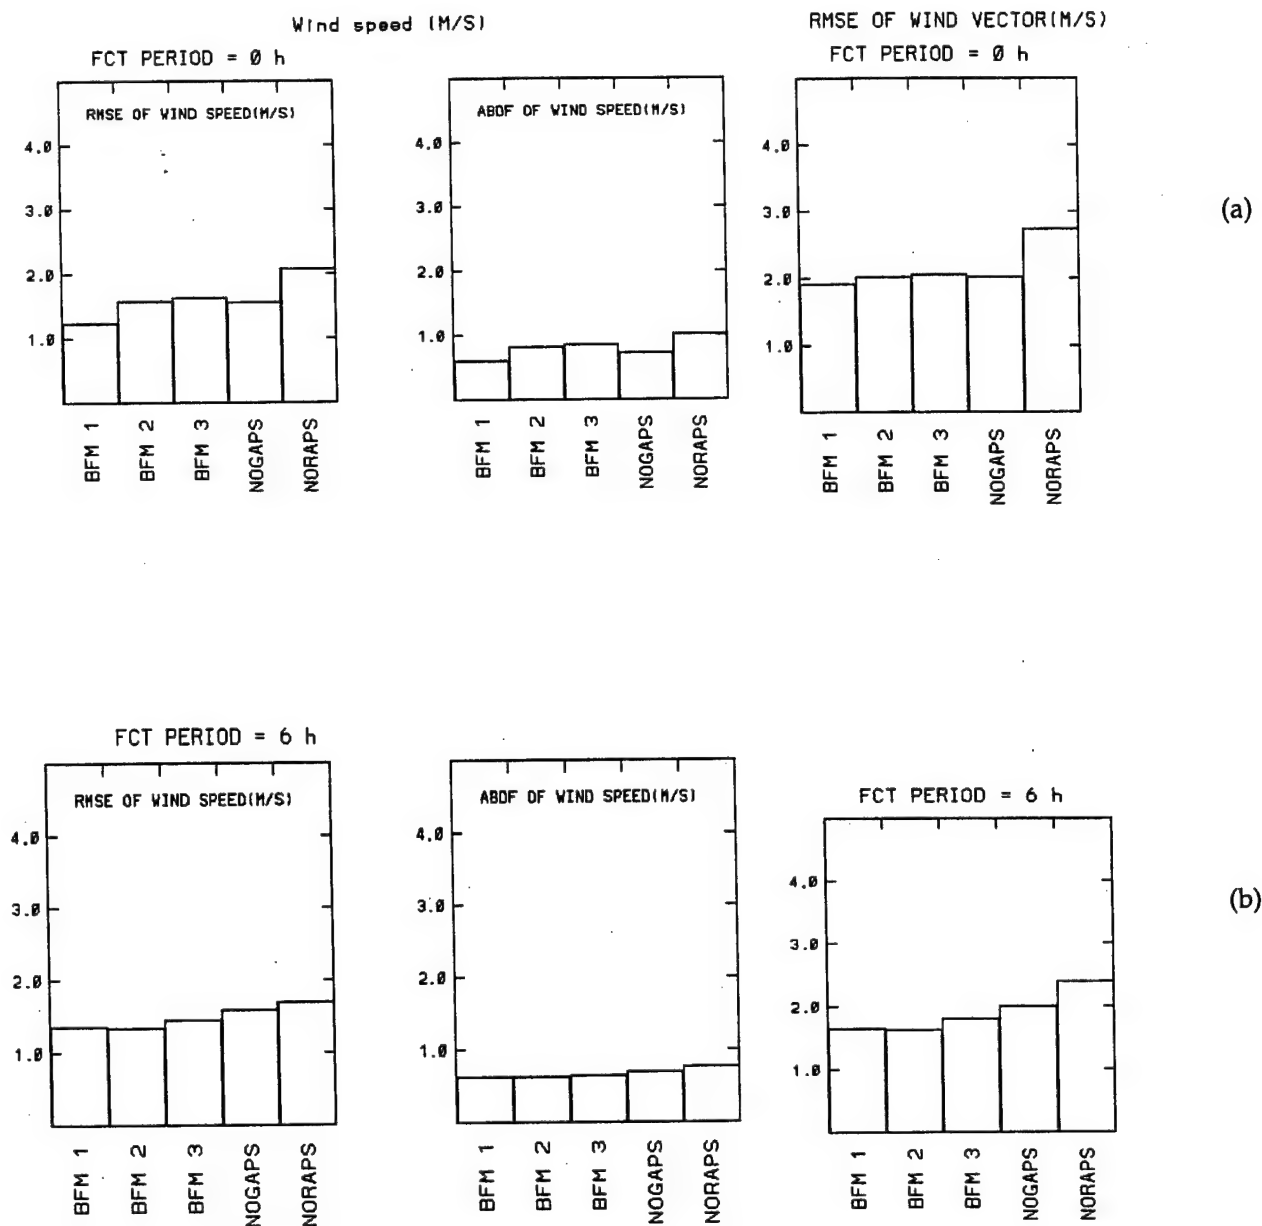 Wind speed (M/S)
RMSE OF WIND VECTOR(M/S)
FCT PERIOD = 0 h
FCT PERIOD = 0 h
RMSE OF WIND SPEED(M/S)
4.0
3.0
2.0
1.0
BFM 1
BFM 2
BFM 3
NOGAPS
NORAPS
ABDF OF WIND SPEED(M/S)
4.0
3.0
2.0
1.0
BFM 1
BFM 2
BFM 3
NOGAPS
NORAPS
4.0
3.0
2.0
1.0
BFM 1
BFM 2
BFM 3
NOGAPS
NORAPS
(a)
FCT PERIOD = 6 h
RMSE OF WIND SPEED(M/S)
4.0
3.0
2.0
1.0
BFM 1
BFM 2
BFM 3
NOGAPS
NORAPS
ABDF OF WIND SPEED(M/S)
4.0
3.0
2.0
1.0
BFM 1
BFM 2
BFM 3
NOGAPS
NORAPS
FCT PERIOD = 6 h
4.0
3.0
2.0
1.0
BFM 1
BFM 2
BFM 3
NOGAPS
NORAPS
(b)